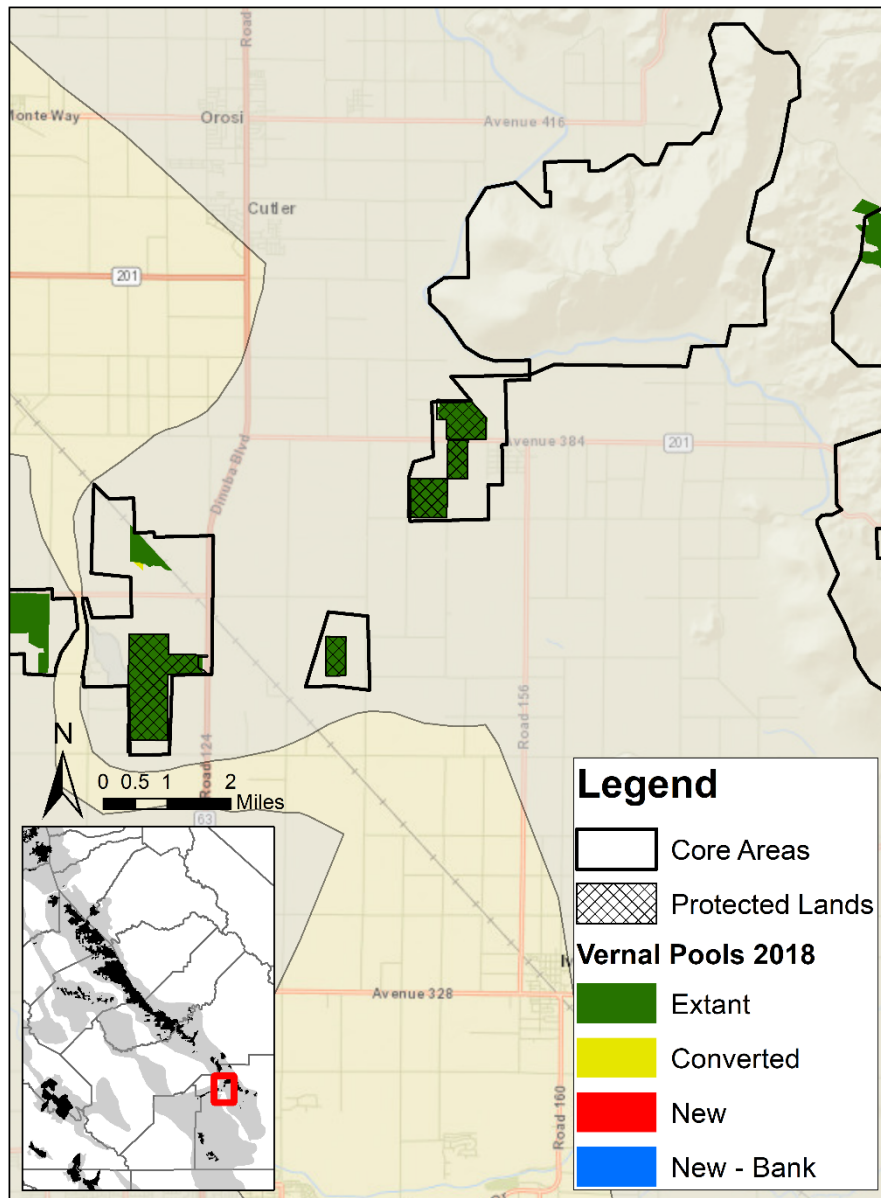 Road
Monte Way
Orosi
Avenue 416
Cutler
201
Dinuba Blvd
Avenue 384
201
Road 156
N
0 0.5 1 2
Miles
Road 124
63
Avenue 328
Road 160
Legend
Core Areas
Protected Lands
Vernal Pools 2018
Extant
Converted
New
New - Bank